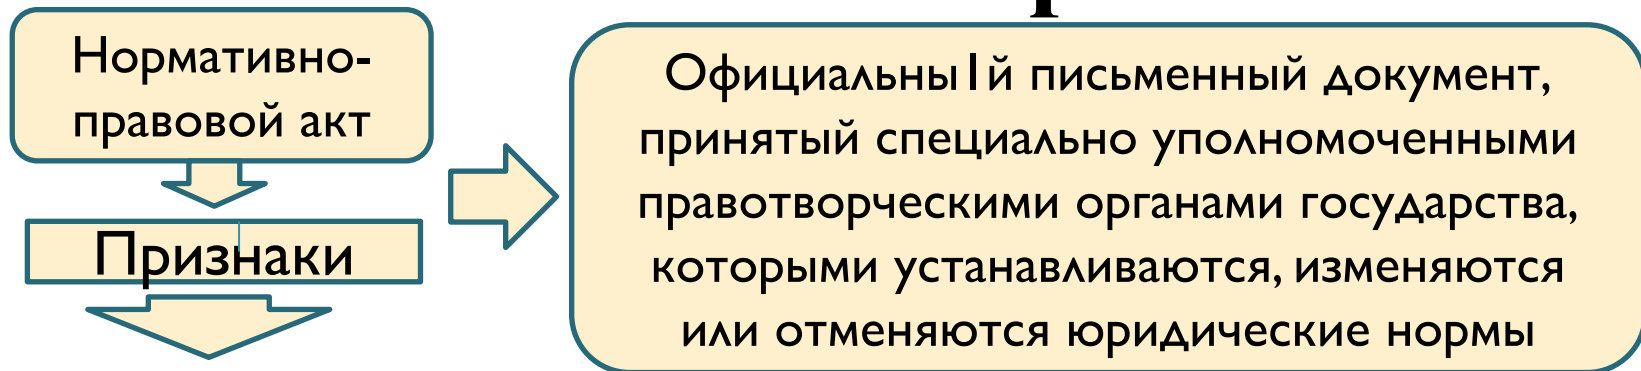 Нормативно-
правовой акт
Признаки
Официальны1й письменный документ,
принятый специально уполномоченными
правотворческими органами государства,
которыми устанавливаются, изменяются
или отменяются юридические нормы